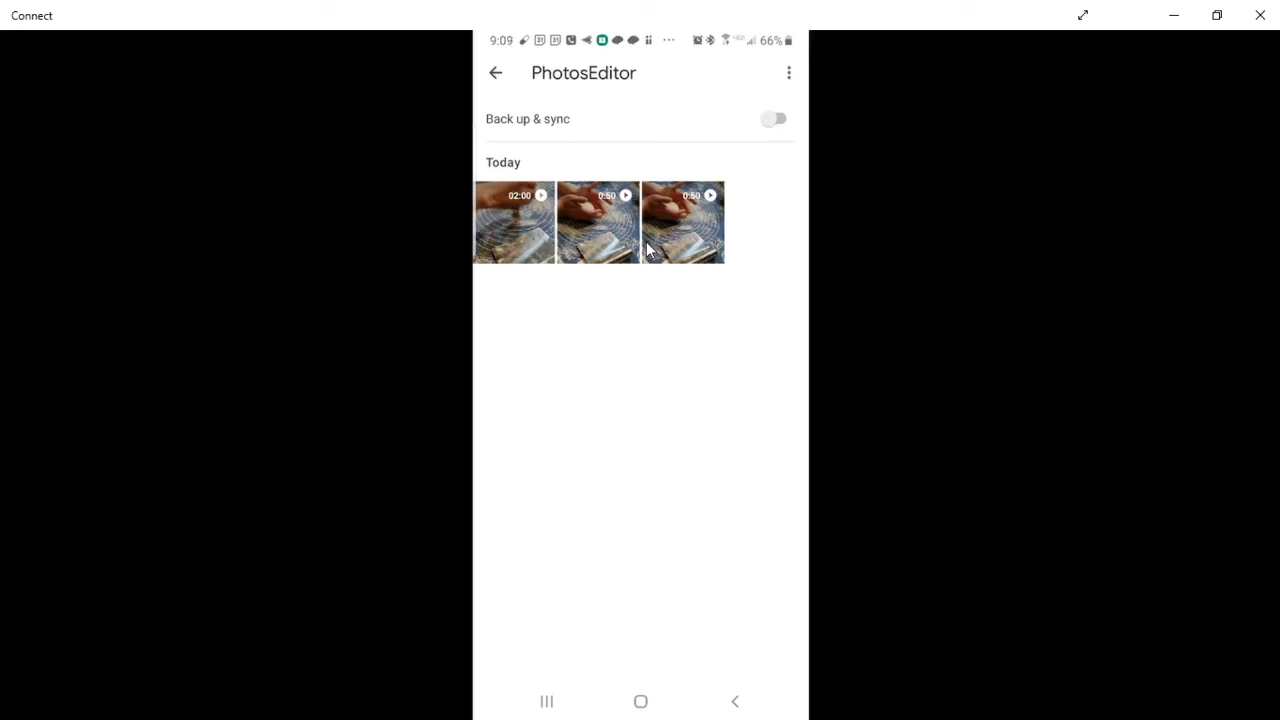 Connect
9:09 66%
PhotosEditor
Back up & sync
Today
02:00 0:50 0:50